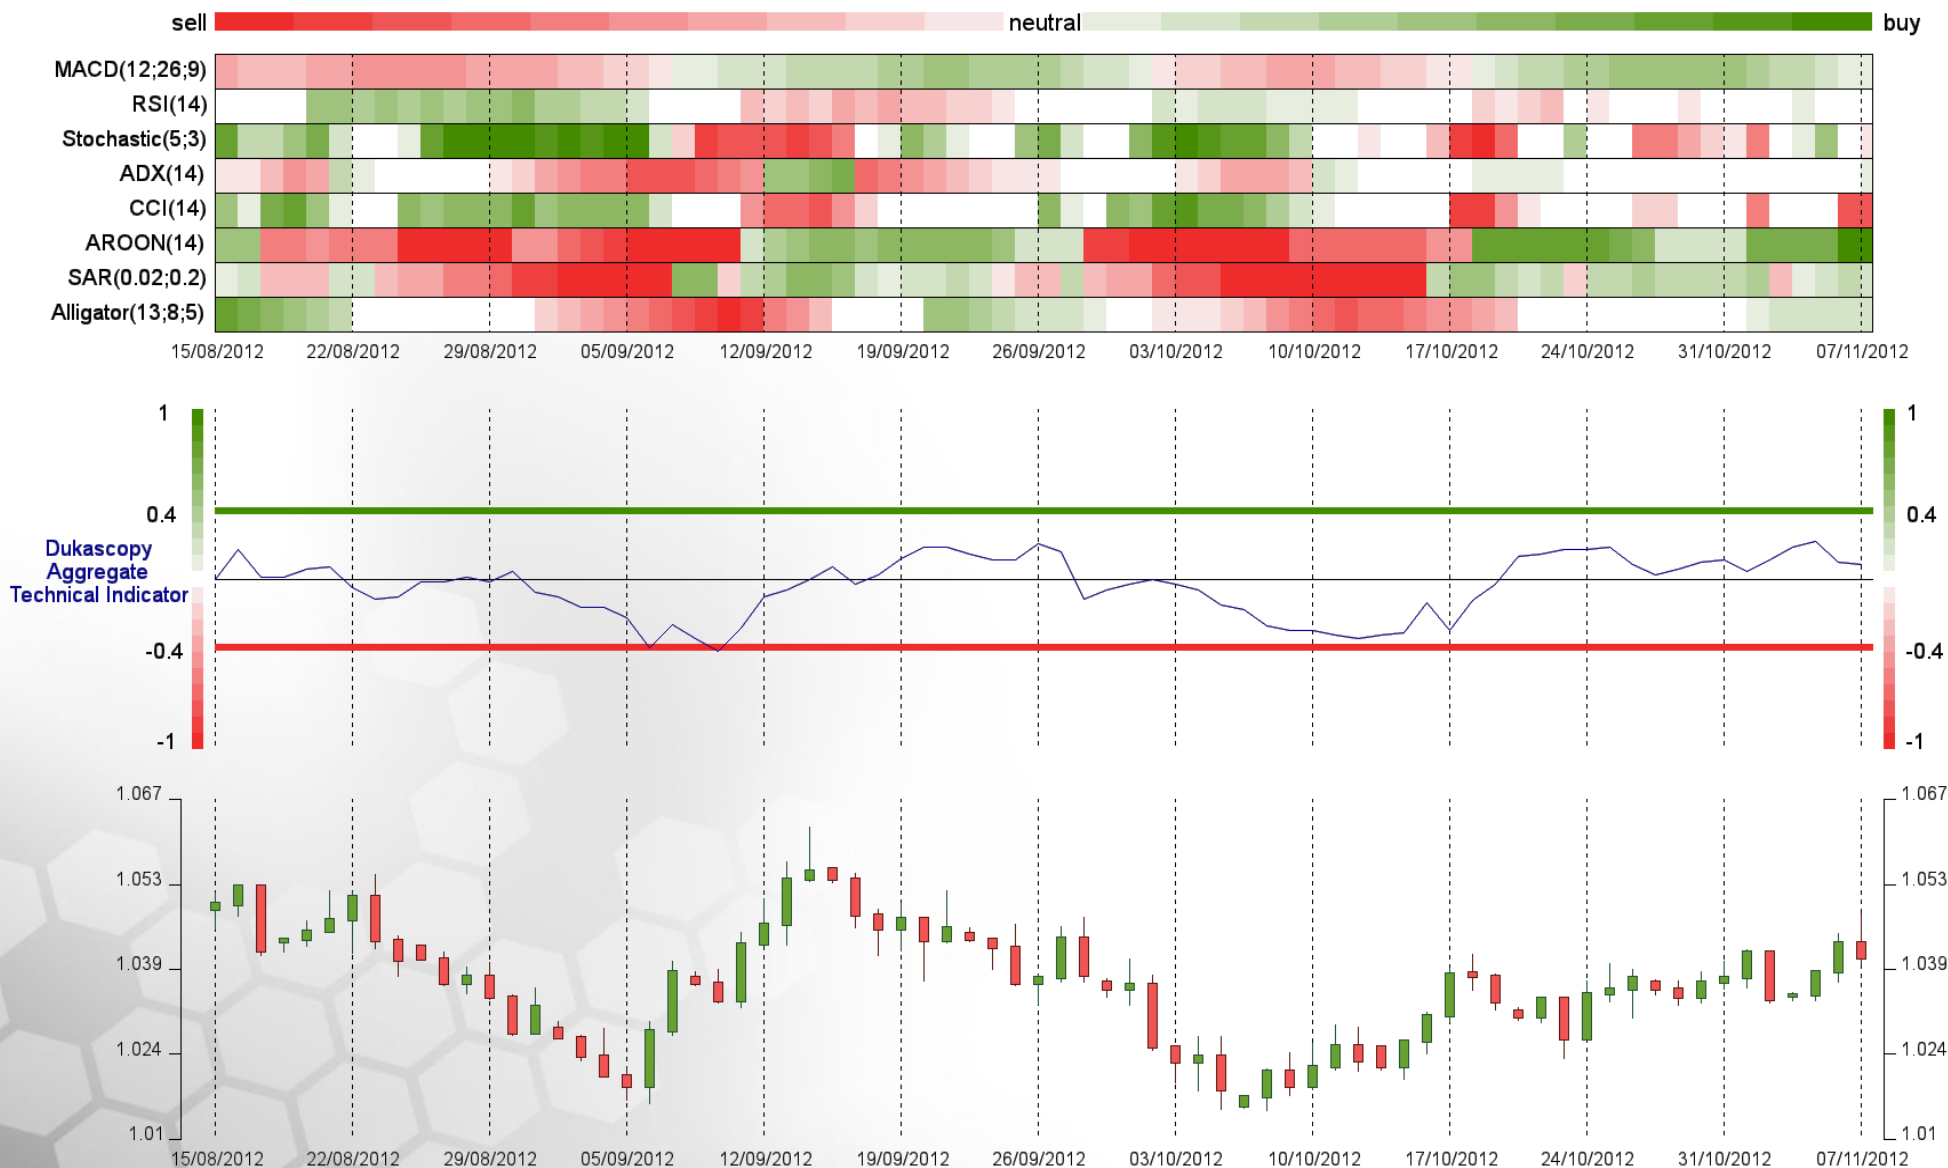 sell neutral buy
MACD(12;26;9)
RSI(14)
Stochastic(5;3)
ADX(14)
CCI(14)
AROON(14)
SAR(0.02;0.2)
Alligator(13;8;5)
15/08/2012 22/08/2012 29/08/2012 05/09/2012 12/09/2012 19/09/2012 26/09/2012 03/10/2012 10/10/2012 17/10/2012 24/10/2012 31/10/2012 07/11/2012
1 1
0.4 0.4
Dukascopy
Aggregate
Technical Indicator
-0.4 -0.4
-1 -1
1.067 1.067
1.053 1.053
1.039 1.039
1.024 1.024
1.01 1.01
15/08/2012 22/08/2012 29/08/2012 05/09/2012 12/09/2012 19/09/2012 26/09/2012 03/10/2012 10/10/2012 17/10/2012 24/10/2012 31/10/2012 07/11/2012